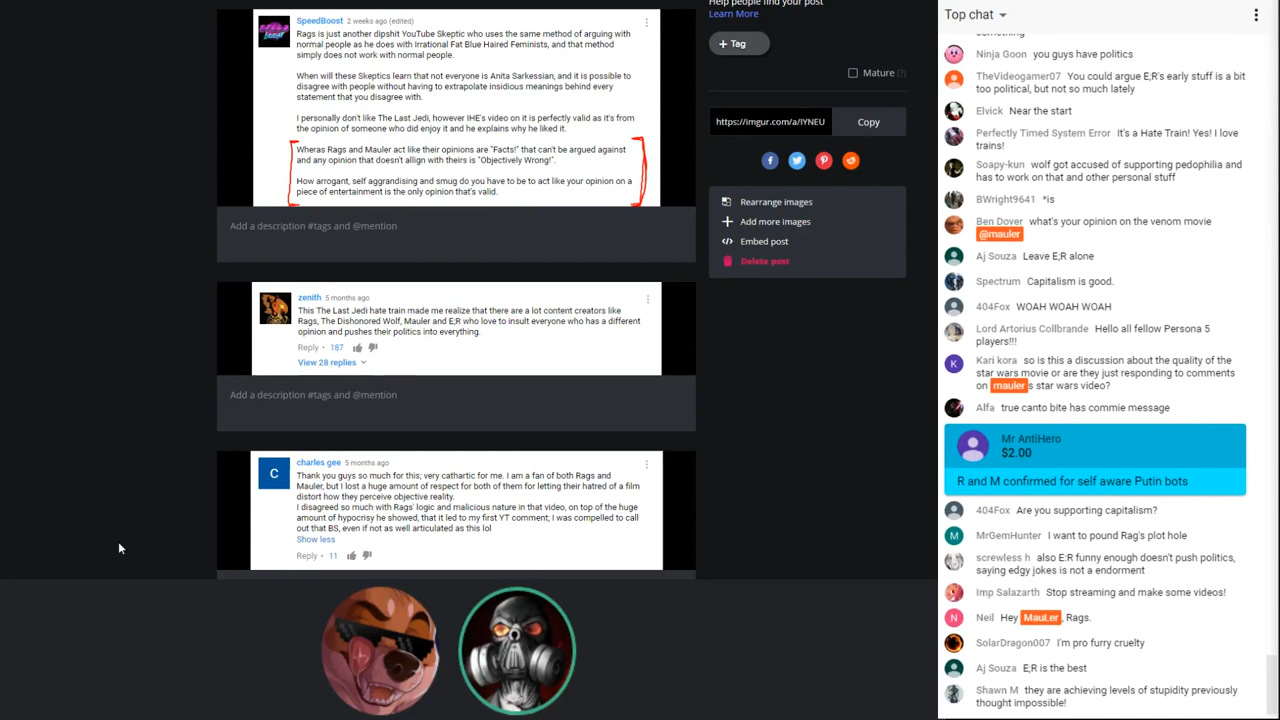 SpeedBoost 2 weeks ago (edited)
Rags is just another dipshit YouTube Skeptic who uses the same method of arguing with
normal people as he does with Irrational Fat Blue Haired Feminists, and that method
simply does not work with normal people.
When will these Skeptics learn that not everyone is Anita Sarkessian, and it is possible to
disagree with people without having to extrapolate insidious meanings behind every
statement that you disagree with.
I personally don't like The Last Jedi, however IHE's video on it is perfectly valid as it's from
the opinion of someone who did enjoy it and he explains why he liked it.
Wheras Rags and Mauler act like their opinions are "Facts!" that can't be argued against
and any opinion that doesn't allign with theirs is "Objectively Wrong!".
How arrogant, self aggrandising and smug do you have to be to act like your opinion on a
piece of entertainment is the only opinion that's valid.
Add a description #tags and @mention
zenith 5 months ago
This The Last Jedi hate train made me realize that there are a lot content creators like
Rags, The Dishonored Wolf, Mauler and E;R who love to insult everyone who has a different
opinion and pushes their politics into everything.
Reply • 187
View 28 replies
Add a description #tags and @mention
C
charles gee 5 months ago
Thank you guys so much for this; very cathartic for me. I am a fan of both Rags and
Mauler, but I lost a huge amount of respect for both of them for letting their hatred of a film
distort how they perceive objective reality.
I disagreed so much with Rags' logic and malicious nature in that video, on top of the huge
amount of hypocrisy he showed, that it led to my first YT comment; I was compelled to call
out that BS, even if not as well articulated as this lol
Show less
Reply • 11
Help people find your post
Learn More
+ Tag
Mature (?)
https://imgur.com/a/IYNEU
Copy
Rearrange images
Add more images
Embed post
Delete post
Top chat
something
Ninja Goon you guys have politics
TheVideogamer07 You could argue E;R's early stuff is a bit
too political, but not so much lately
Elvick Near the start
Perfectly Timed System Error It's a Hate Train! Yes! I love
trains!
Soapy-kun wolf got accused of supporting pedophilia and
has to work on that and other personal stuff
BWright9641 *is
Ben Dover what's your opinion on the venom movie
@mauler
Aj Souza Leave E;R alone
Spectrum Capitalism is good.
404Fox WOAH WOAH WOAH
Lord Artorius Collbrande Hello all fellow Persona 5
players!!!
K
Kari kora so is this a discussion about the quality of the
star wars movie or are they just responding to comments
on mauler s star wars video?
Alfa true canto bite has commie message
Mr AntiHero
$2.00
R and M confirmed for self aware Putin bots
404Fox Are you supporting capitalism?
M
MrGemHunter I want to pound Rag's plot hole
screwless h also E:R funny enough doesn't push politics,
saying edgy jokes is not a endorment
Imp Salazarth Stop streaming and make some videos!
N
Neil Hey MauLer, Rags.
SolarDragon007 I'm pro furry cruelty
Aj Souza E;R is the best
Shawn M they are achieving levels of stupidity previously
thought impossible!